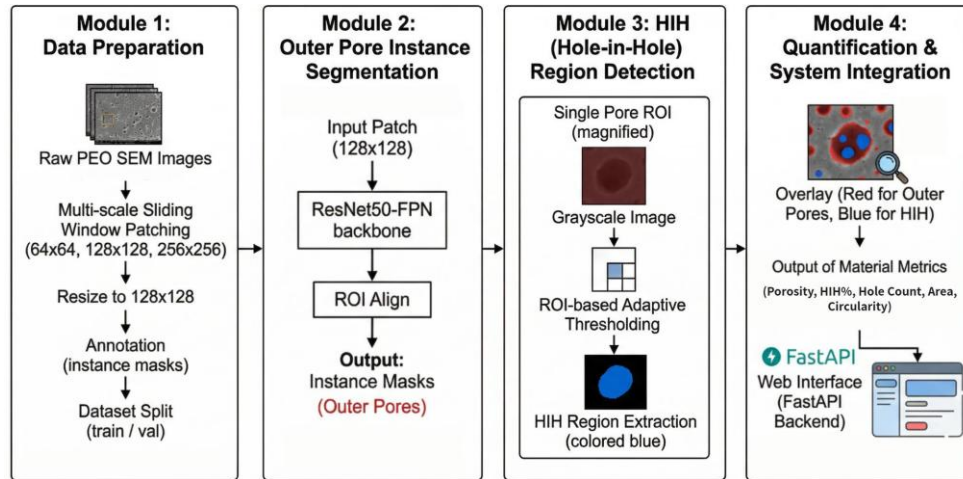 Module 1:
Data Preparation
Raw PEO SEM Images
Multi-scale Sliding
Window Patching
(64x64, 128x128, 256x256)
Resize to 128x128
Annotation
(instance masks)
Dataset Split
(train / val)
Module 2:
Outer Pore Instance
Segmentation
Input Patch
(128x128)
ResNet50-FPN
backbone
ROI Align
Output:
Instance Masks
(Outer Pores)
Module 3: HIH
(Hole-in-Hole)
Region Detection
Single Pore ROI
(magnified)
Grayscale Image
ROI-based Adaptive
Thresholding
HIH Region Extraction
(colored blue)
Module 4:
Quantification &
System Integration
Overlay (Red for Outer
Pores, Blue for HIH)
Output of Material Metrics
(Porosity, HIH%, Hole Count, Area,
Circularity)
FastAPI
Web Interface
(FastAPI
Backend)